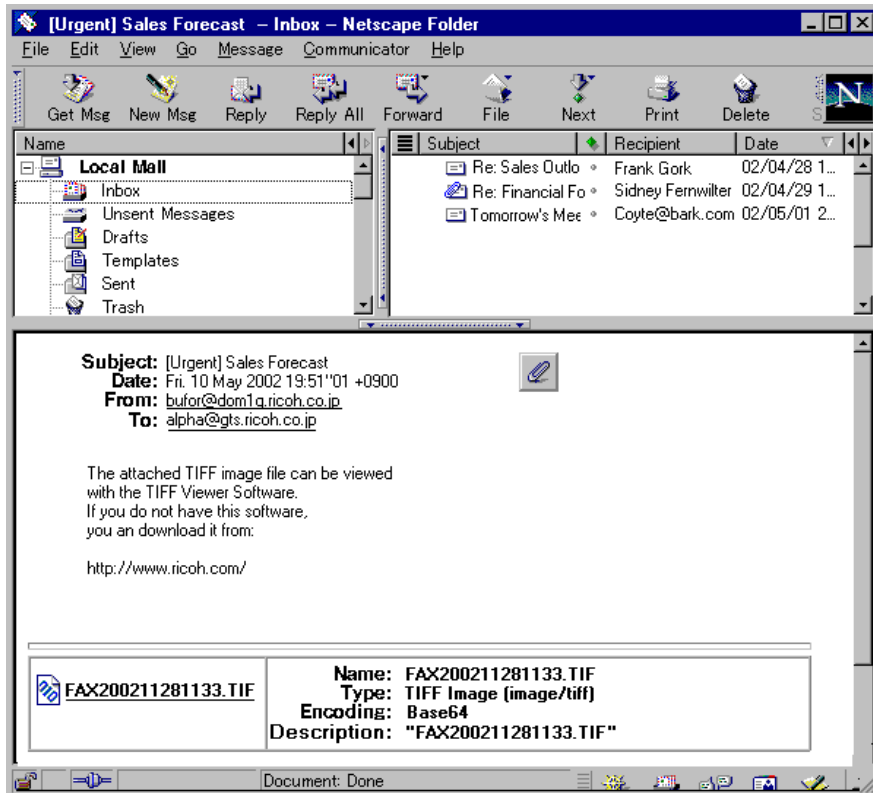 [Urgent] Sales Forecast – Inbox – Netscape Folder
File Edit View Go Message Communicator Help
Get Msg New Msg Reply Reply All Forward File Next Print Delete S N
Name
Local Mail
Inbox
Unsent Messages
Drafts
Templates
Sent
Trash
Subject Recipient Date
Re: Sales Outlo Frank Gork 02/04/28 1...
Re: Financial Fo Sidney Fernwilter 02/04/29 1...
Tomorrow's Mee Coyte@bark.com 02/05/01 2...
Subject: [Urgent] Sales Forecast
Date: Fri. 10 May 2002 19:51"01 +0900
From: bufor@dom1q.ricoh.co.jp
To: alpha@gts.ricoh.co.jp
The attached TIFF image file can be viewed
with the TIFF Viewer Software.
If you do not have this software,
you an download it from:
http://www.ricoh.com/
FAX200211281133.TIF
Name: FAX200211281133.TIF
Type: TIFF Image (image/tiff)
Encoding: Base64
Description: "FAX200211281133.TIF"
Document: Done